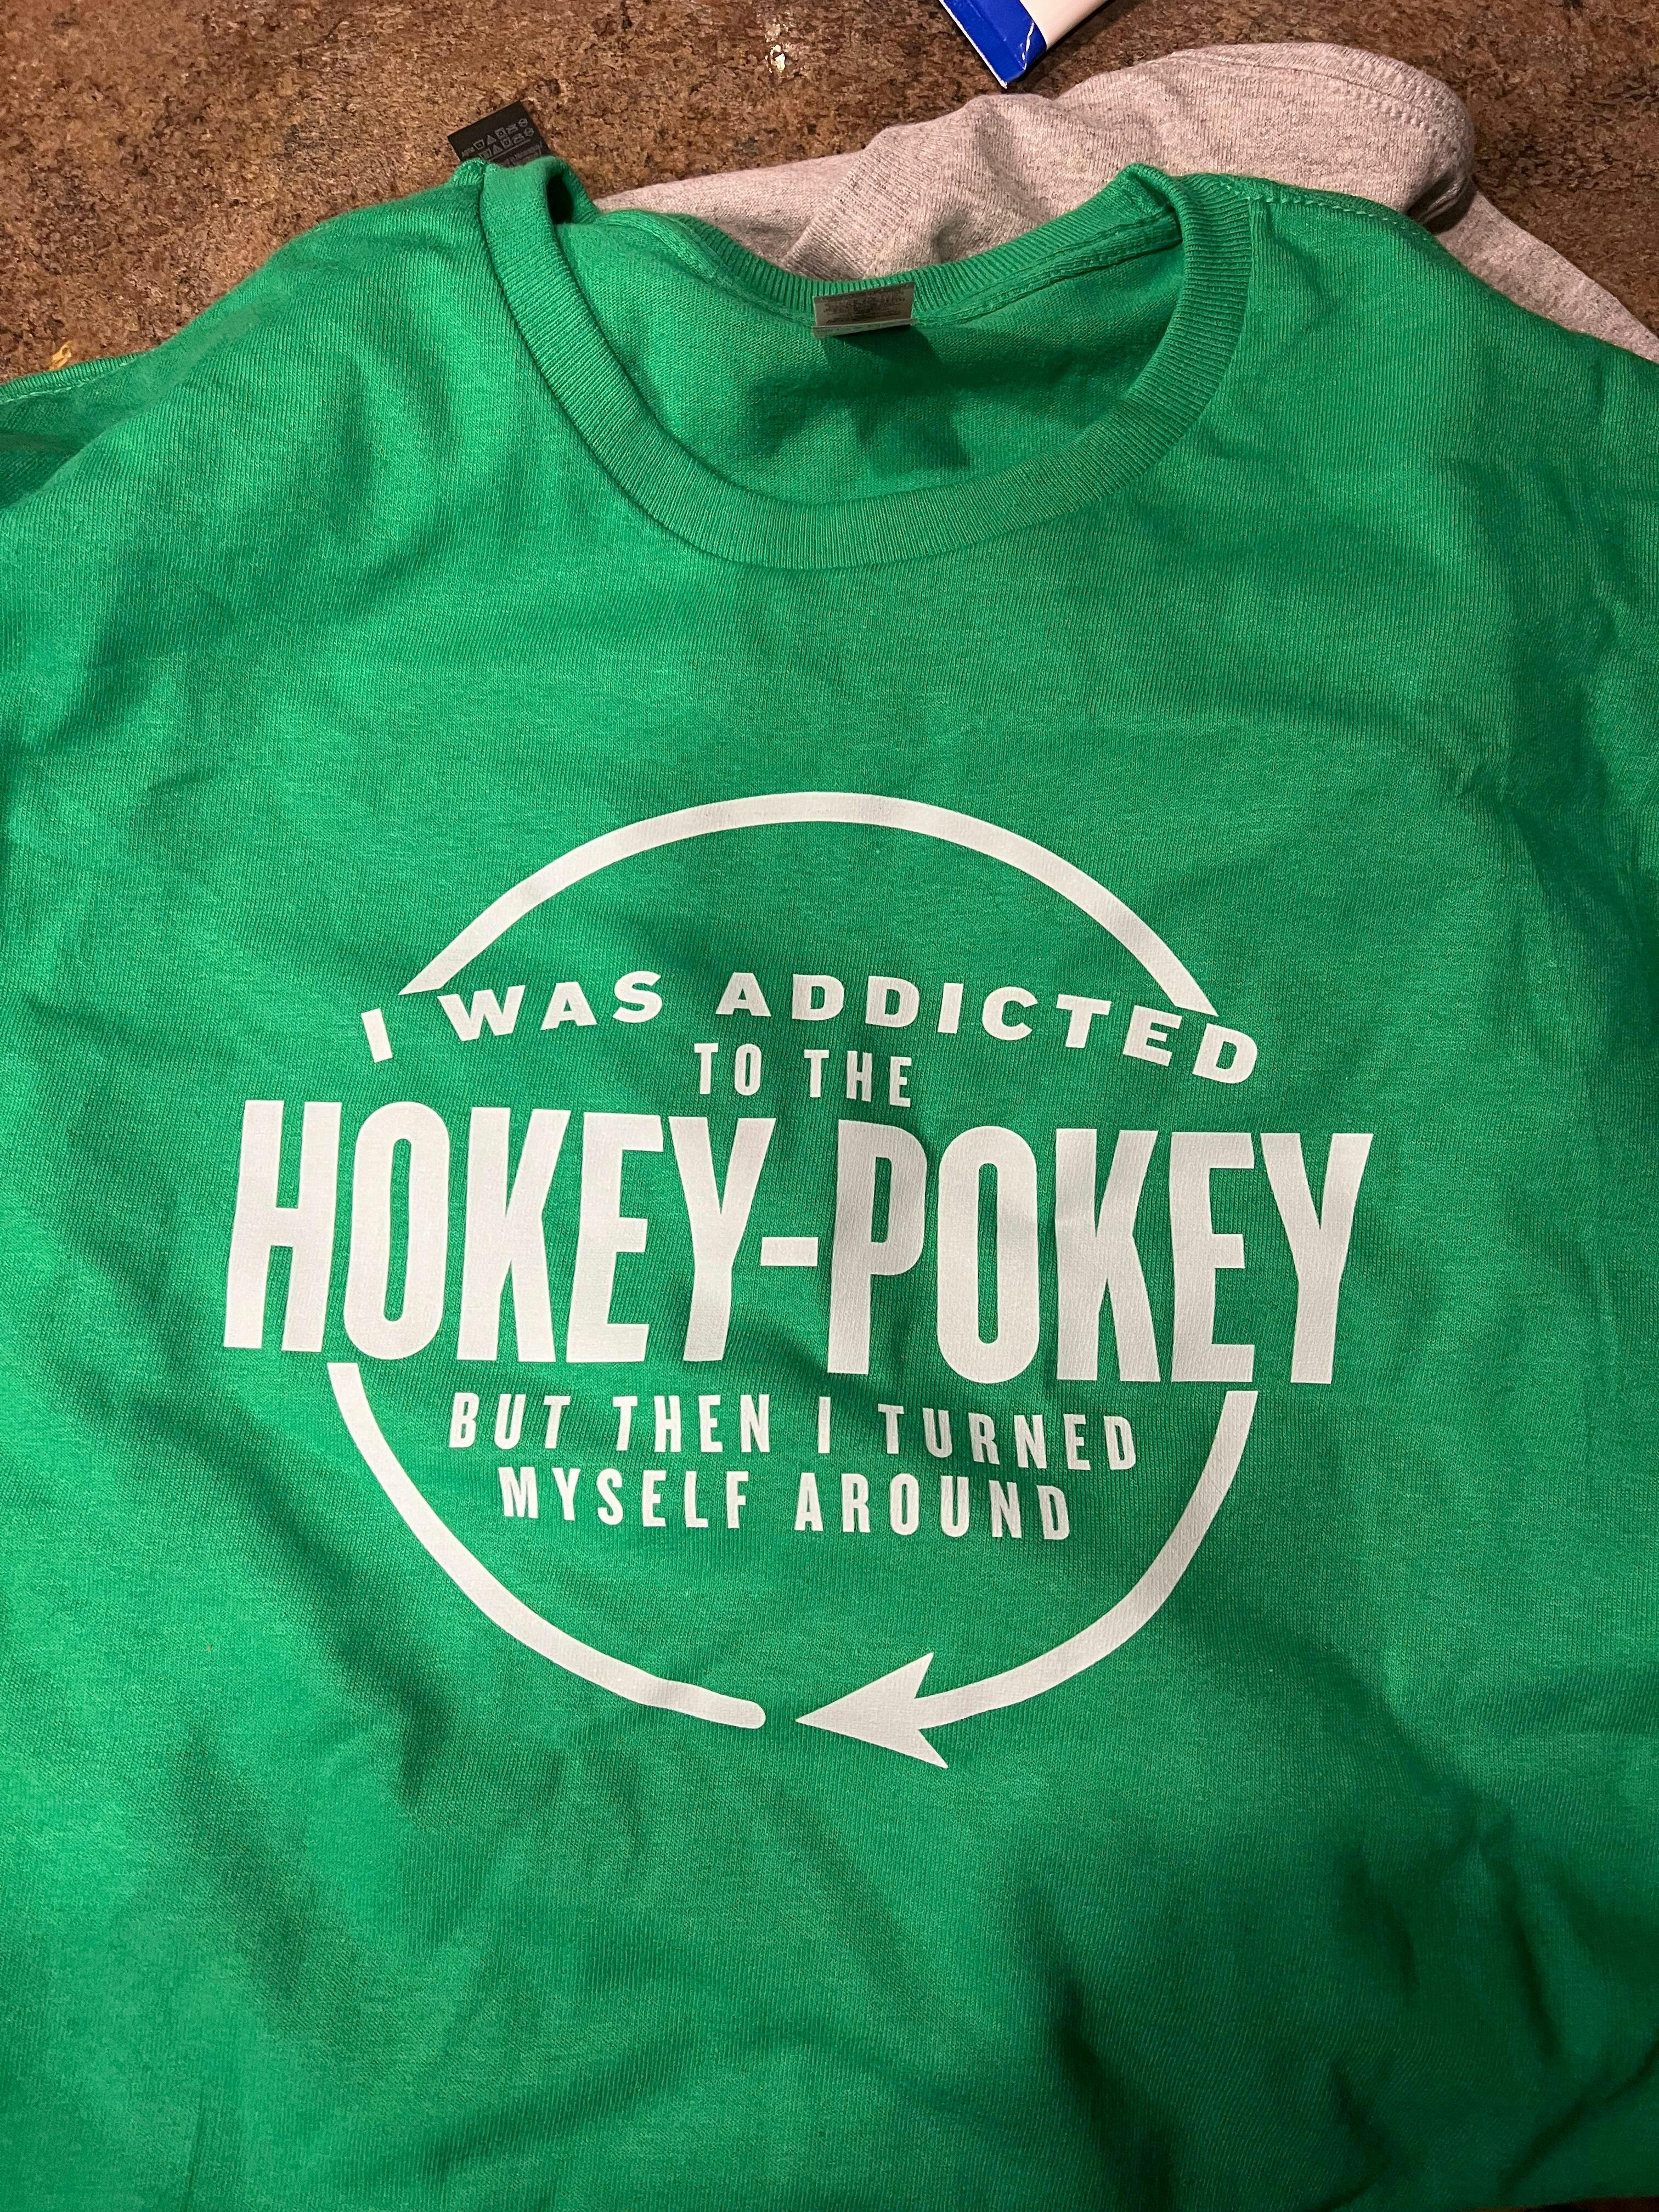 I WAS ADDICTED
TO THE
HOKEY-POKEY
BUT THEN I TURNED
MYSELF AROUND